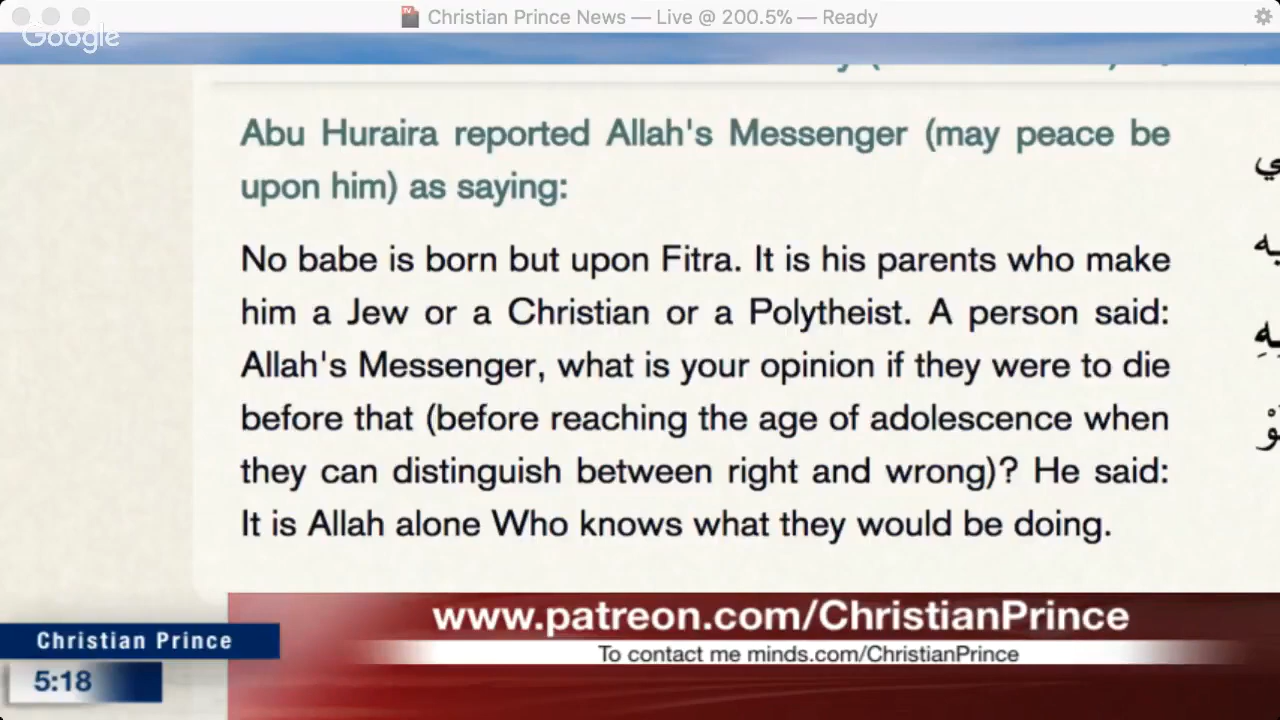 Christian Prince News — Live @ 200.5% — Ready
Google
Abu Huraira reported Allah's Messenger (may peace be
upon him) as saying:
No babe is born but upon Fitra. It is his parents who make
him a Jew or a Christian or a Polytheist. A person said:
Allah's Messenger, what is your opinion if they were to die
before that (before reaching the age of adolescence when
they can distinguish between right and wrong)? He said:
It is Allah alone Who knows what they would be doing.
www.patreon.com/ChristianPrince
To contact me minds.com/ChristianPrince
Christian Prince
5:18